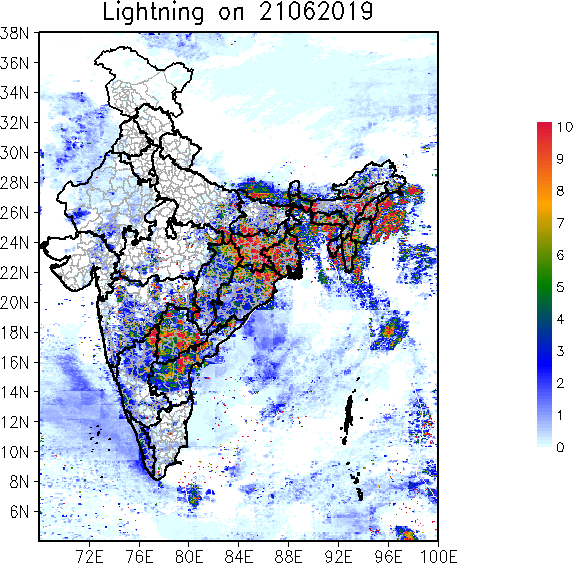 Lightning on 21062019
38N
36N
34N
32N
30N
28N
26N
24N
22N
20N
18N
16N
14N
12N
10N
8N
6N
72E 76E 80E 84E 88E 92E 96E 100E
10
9
8
7
6
5
4
3
2
1
0